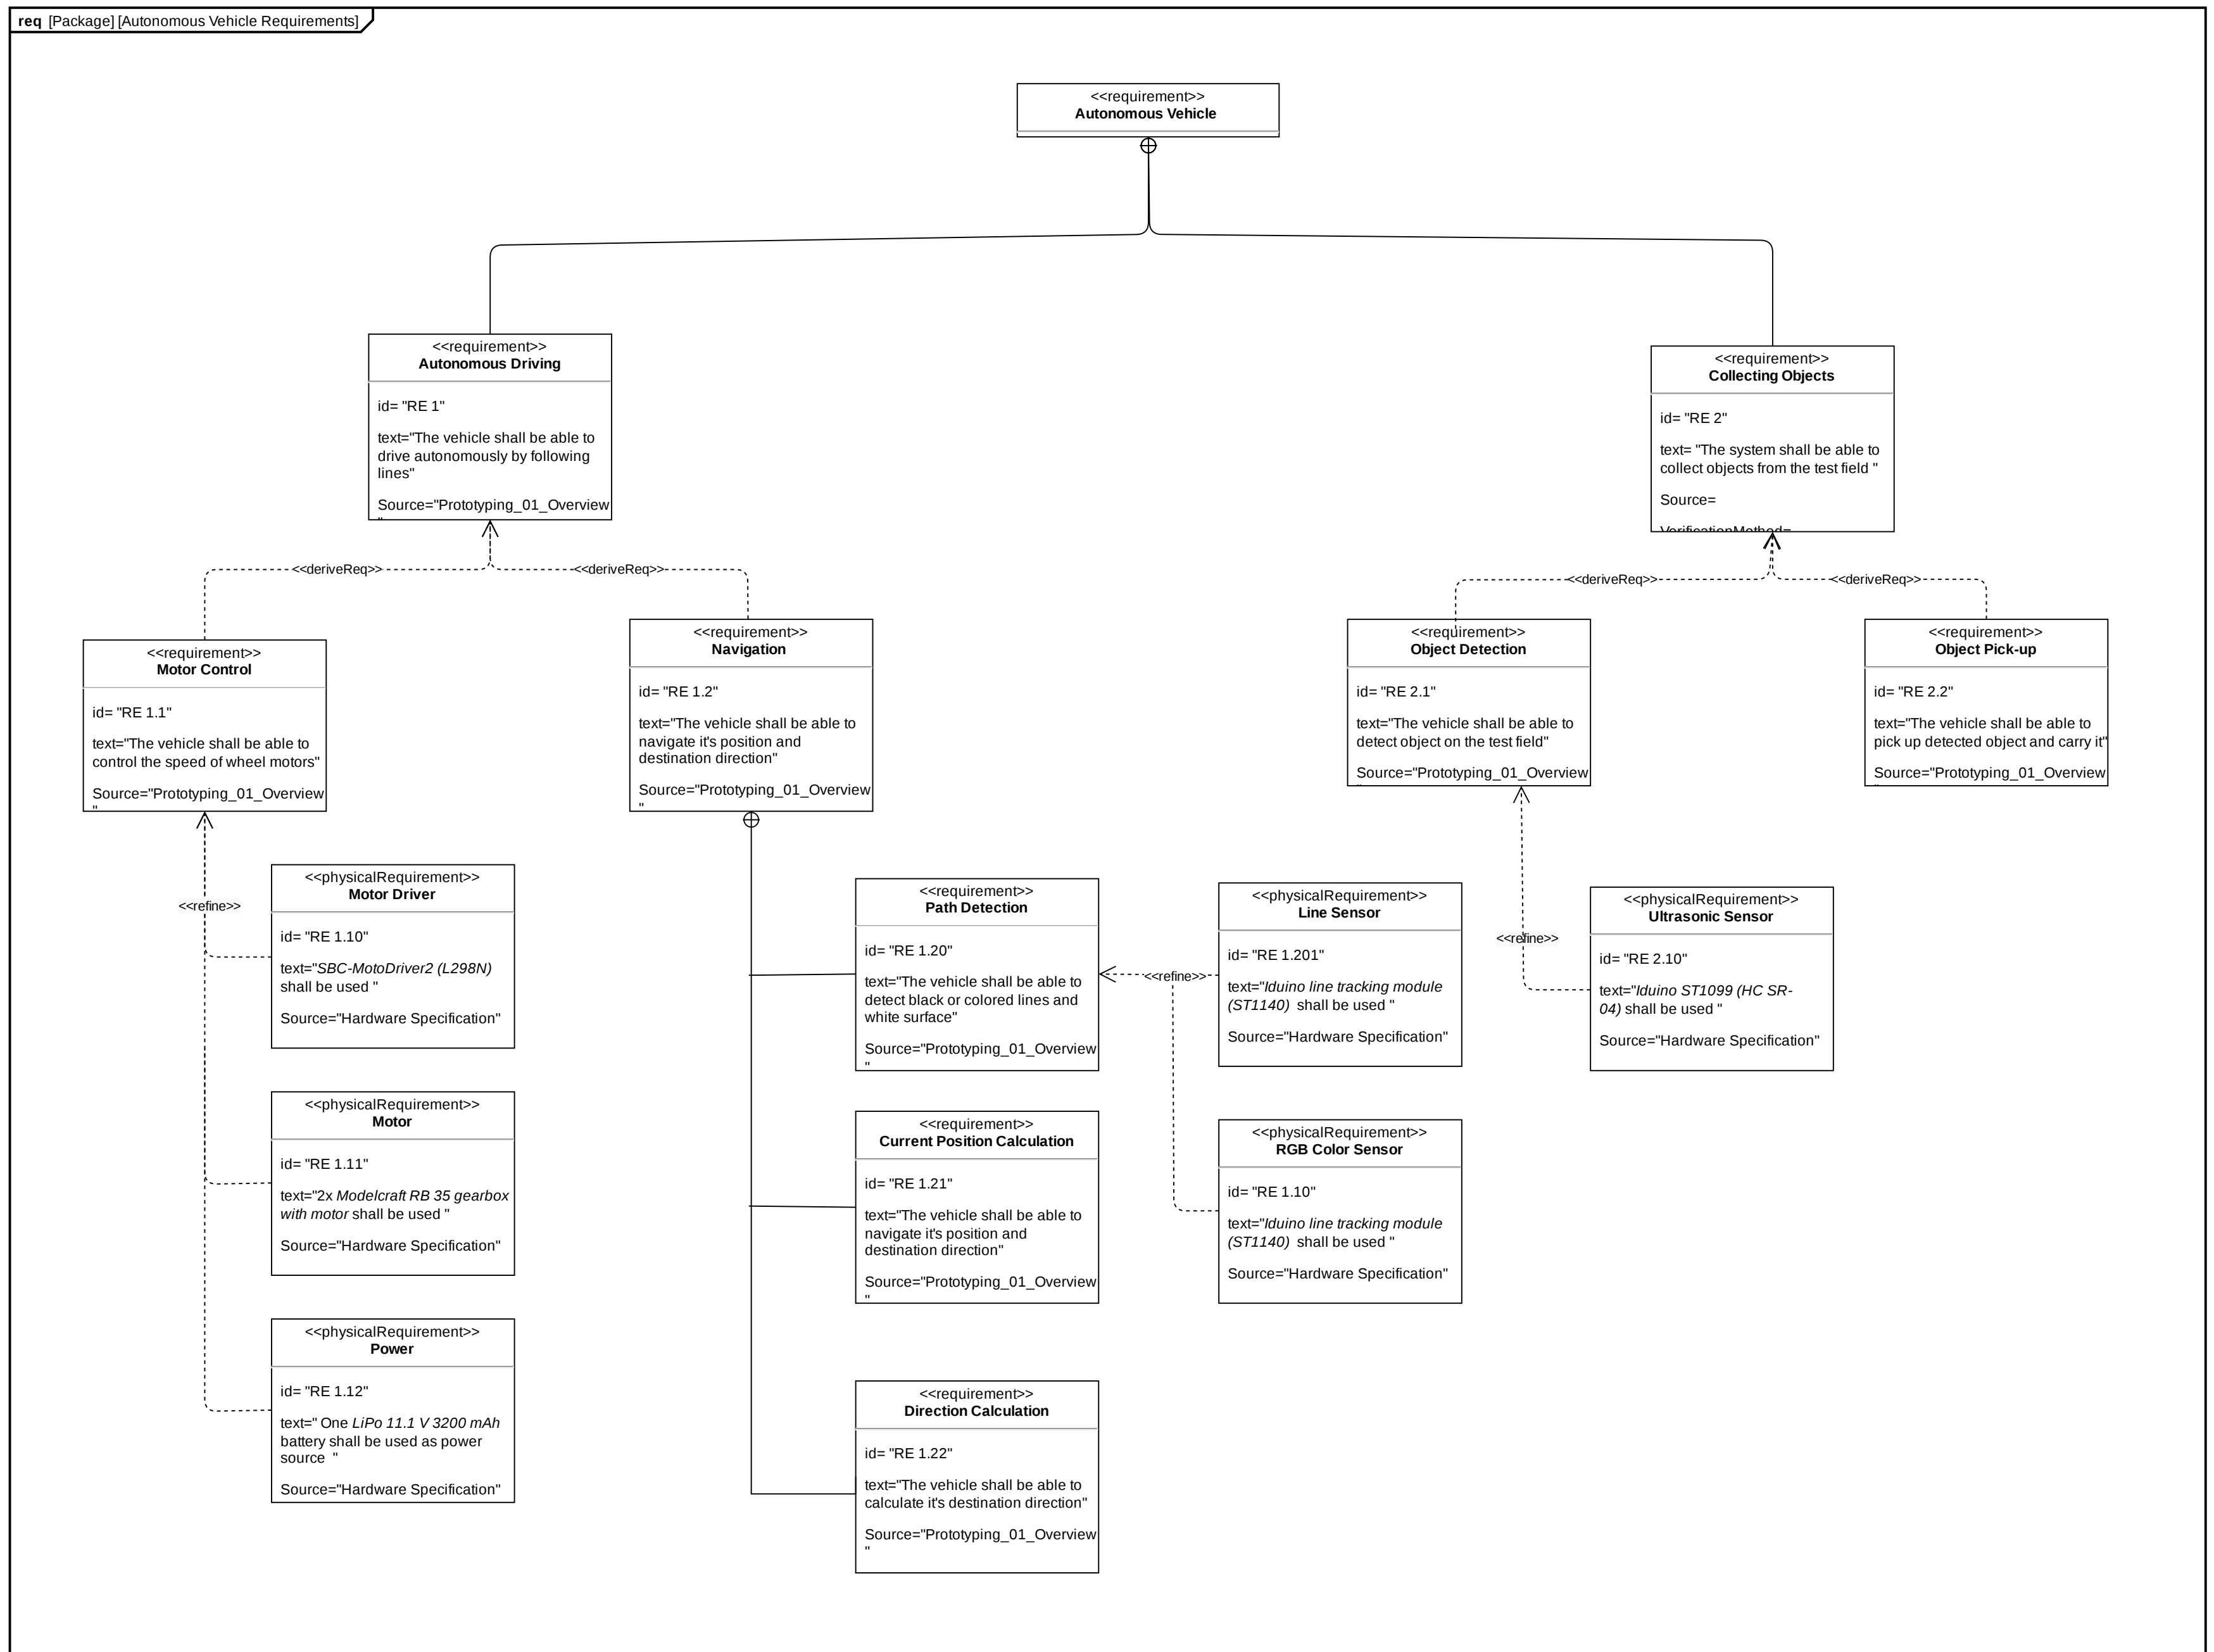 req [Package] [Autonomous Vehicle Requirements]
<<requirement>>
Autonomous Vehicle
<<requirement>>
Autonomous Driving
id= "RE 1"
text="The vehicle shall be able to
drive autonomously by following
lines"
Source="Prototyping_01_Overview
"
<<requirement>>
Collecting Objects
id= "RE 2"
text= "The system shall be able to
collect objects from the test field "
Source=
VerificationMethod=
<<deriveReq>>
<<deriveReq>>
<<deriveReq>>
<<deriveReq>>
<<requirement>>
Motor Control
id= "RE 1.1"
text="The vehicle shall be able to
control the speed of wheel motors"
Source="Prototyping_01_Overview
"
<<requirement>>
Navigation
id= "RE 1.2"
text="The vehicle shall be able to
navigate it's position and
destination direction"
Source="Prototyping_01_Overview
"
<<requirement>>
Object Detection
id= "RE 2.1"
text="The vehicle shall be able to
detect object on the test field"
Source="Prototyping_01_Overview
"
<<requirement>>
Object Pick-up
id= "RE 2.2"
text="The vehicle shall be able to
pick up detected object and carry it"
Source="Prototyping_01_Overview
"
<<refine>>
<<physicalRequirement>>
Motor Driver
id= "RE 1.10"
text="SBC-MotoDriver2 (L298N)
shall be used "
Source="Hardware Specification"
<<requirement>>
Path Detection
id= "RE 1.20"
text="The vehicle shall be able to
detect black or colored lines and
white surface"
Source="Prototyping_01_Overview
"
<<refine>>
<<physicalRequirement>>
Line Sensor
id= "RE 1.201"
text="Iduino line tracking module
(ST1140)  shall be used "
Source="Hardware Specification"
<<refine>>
<<physicalRequirement>>
Ultrasonic Sensor
id= "RE 2.10"
text="Iduino ST1099 (HC SR-
04) shall be used "
Source="Hardware Specification"
<<physicalRequirement>>
Motor
id= "RE 1.11"
text="2x Modelcraft RB 35 gearbox
with motor shall be used "
Source="Hardware Specification"
<<requirement>>
Current Position Calculation
id= "RE 1.21"
text="The vehicle shall be able to
navigate it's position and
destination direction"
Source="Prototyping_01_Overview
"
<<physicalRequirement>>
RGB Color Sensor
id= "RE 1.10"
text="Iduino line tracking module
(ST1140)  shall be used "
Source="Hardware Specification"
<<physicalRequirement>>
Power
id= "RE 1.12"
text=" One LiPo 11.1 V 3200 mAh
battery shall be used as power
source  "
Source="Hardware Specification"
<<requirement>>
Direction Calculation
id= "RE 1.22"
text="The vehicle shall be able to
calculate it's destination direction"
Source="Prototyping_01_Overview
"